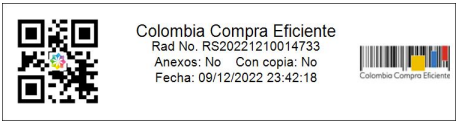 Colombia Compra Eficiente
Rad No. RS20221210014733
Anexos: No Con copia: No
Fecha: 09/12/2022 23:42:18
Colombia Compra Eficiente